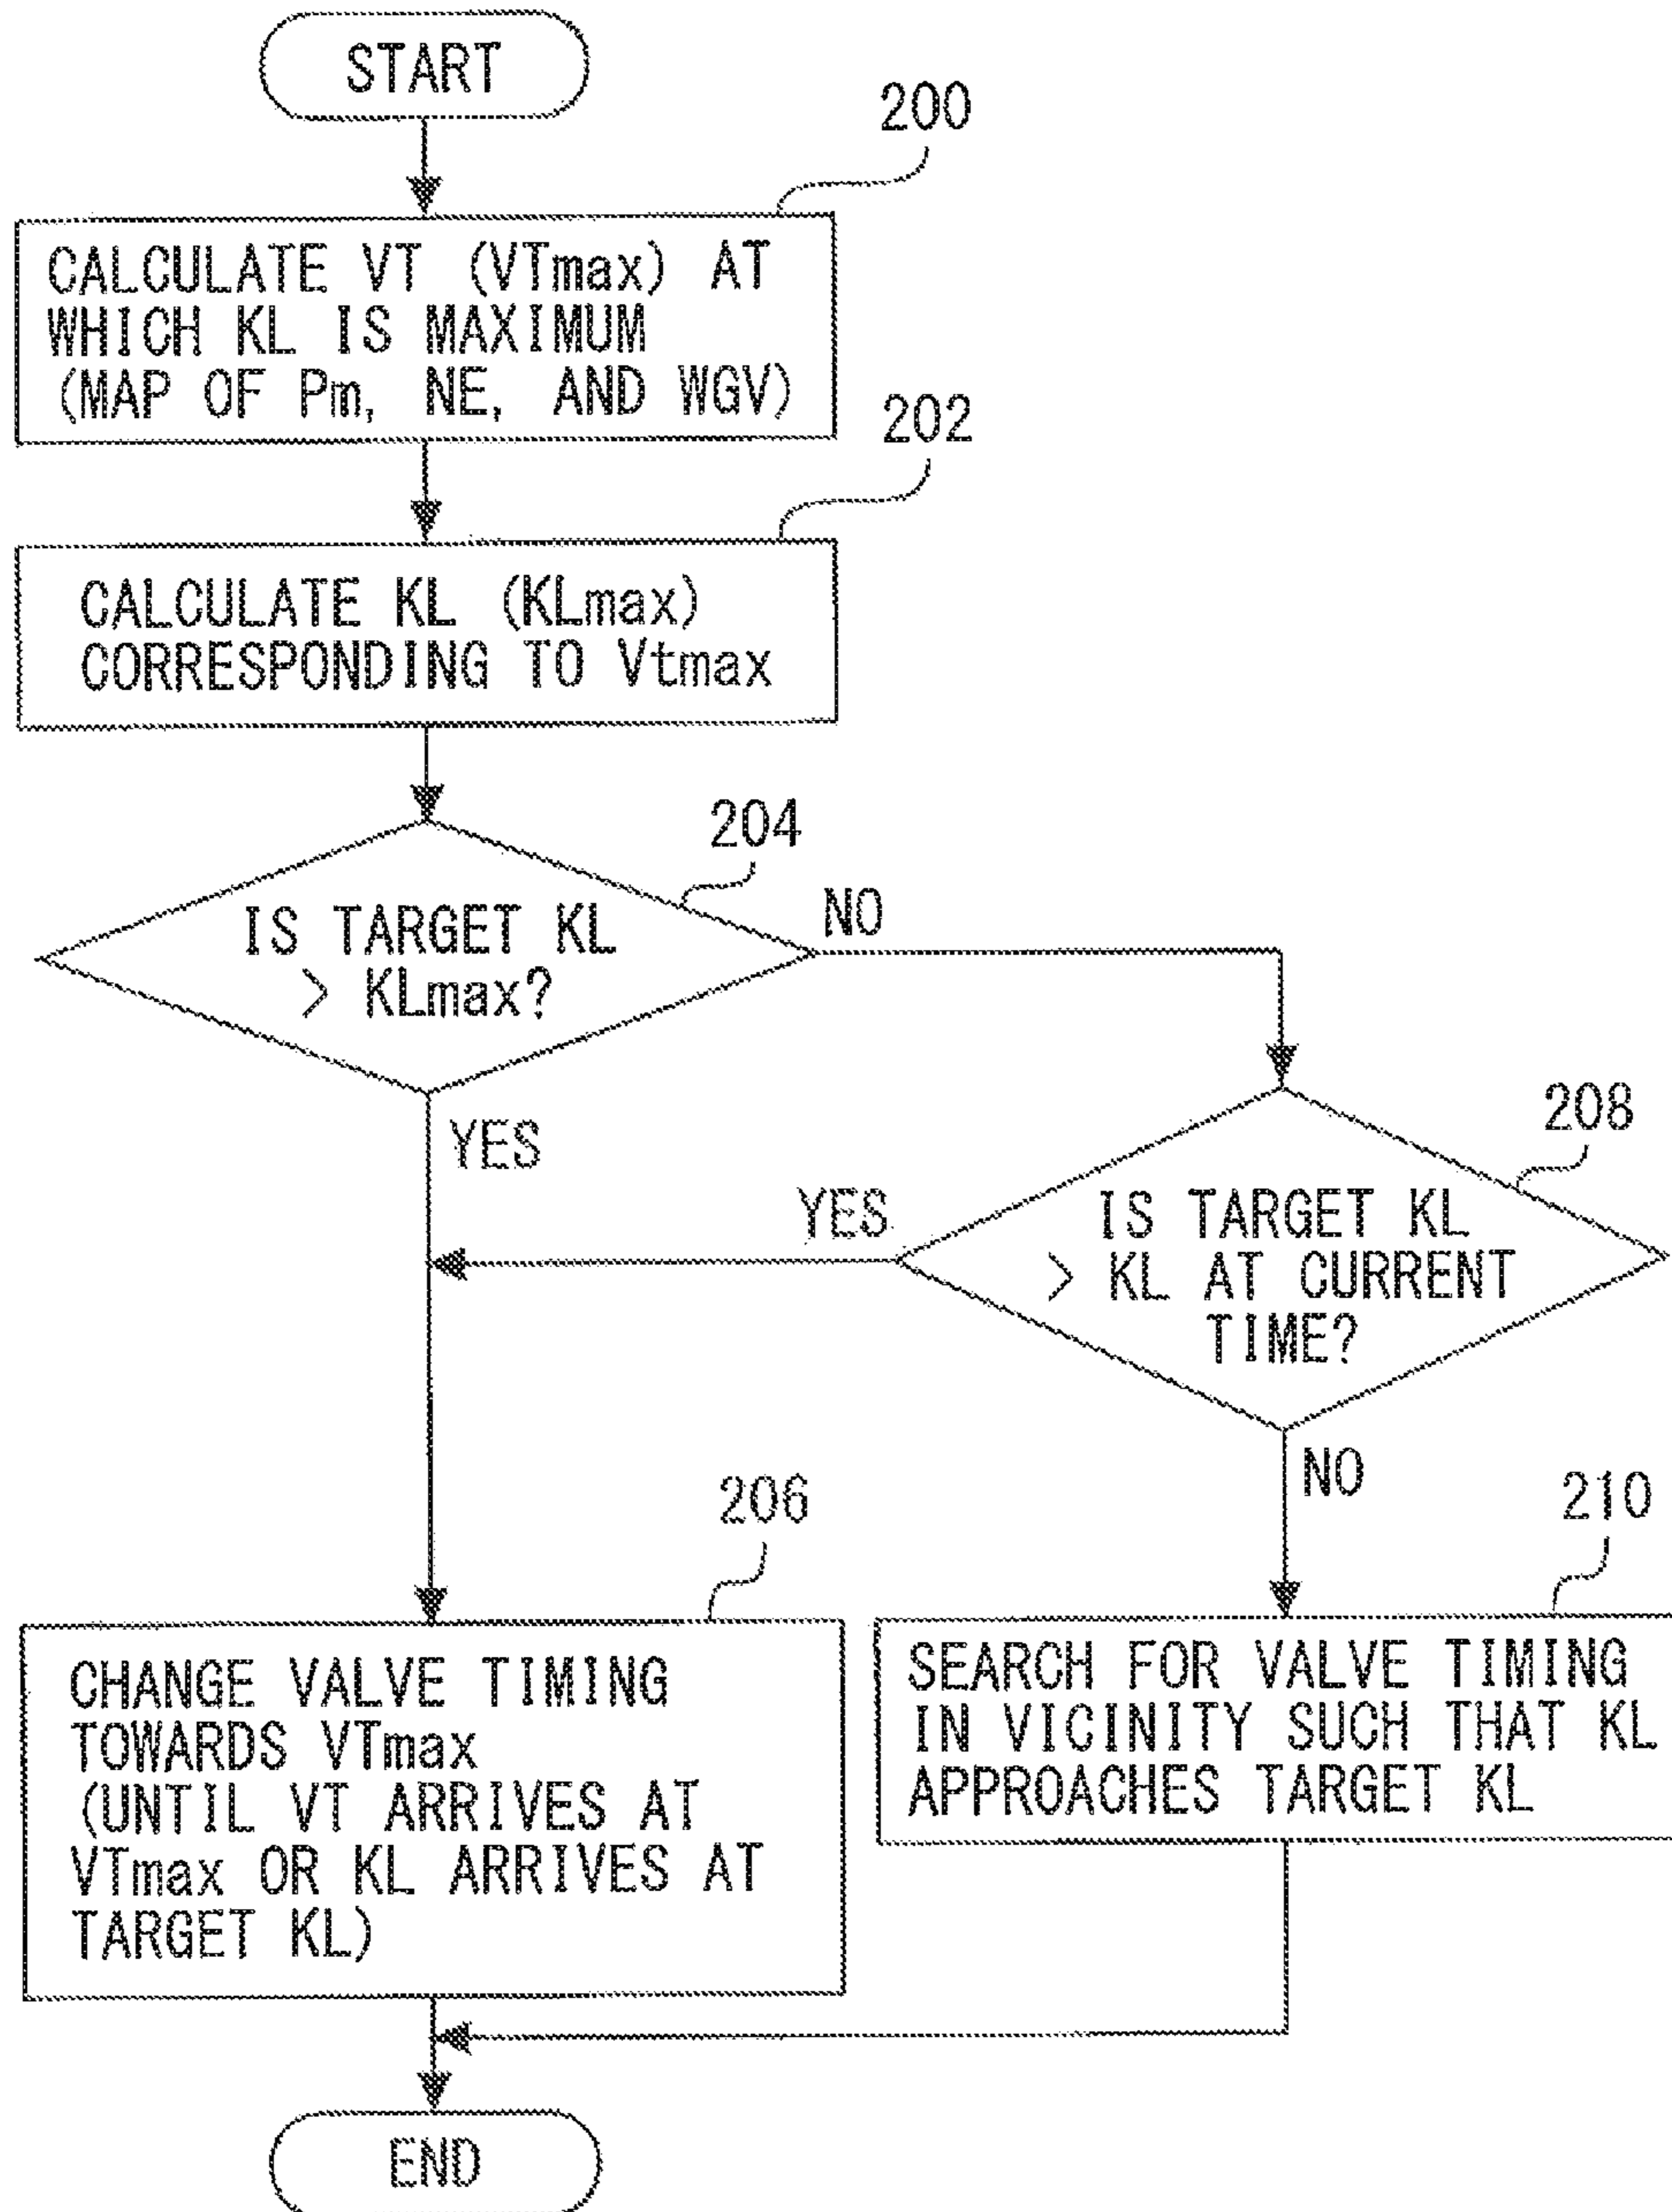 START
200
CALCULATE VT (VTmax) AT
WHICH KL IS MAXIMUM
(MAP OF Pm, NE, AND WGV)
202
CALCULATE KL (KLmax)
CORRESPONDING TO Vtmax
204
IS TARGET KL
> KLmax?
NO
YES
208
IS TARGET KL
> KL AT CURRENT
TIME?
YES
NO
206
CHANGE VALVE TIMING
TOWARDS VTmax
(UNTIL VT ARRIVES AT
VTmax OR KL ARRIVES AT
TARGET KL)
210
SEARCH FOR VALVE TIMING
IN VICINITY SUCH THAT KL
APPROACHES TARGET KL
END